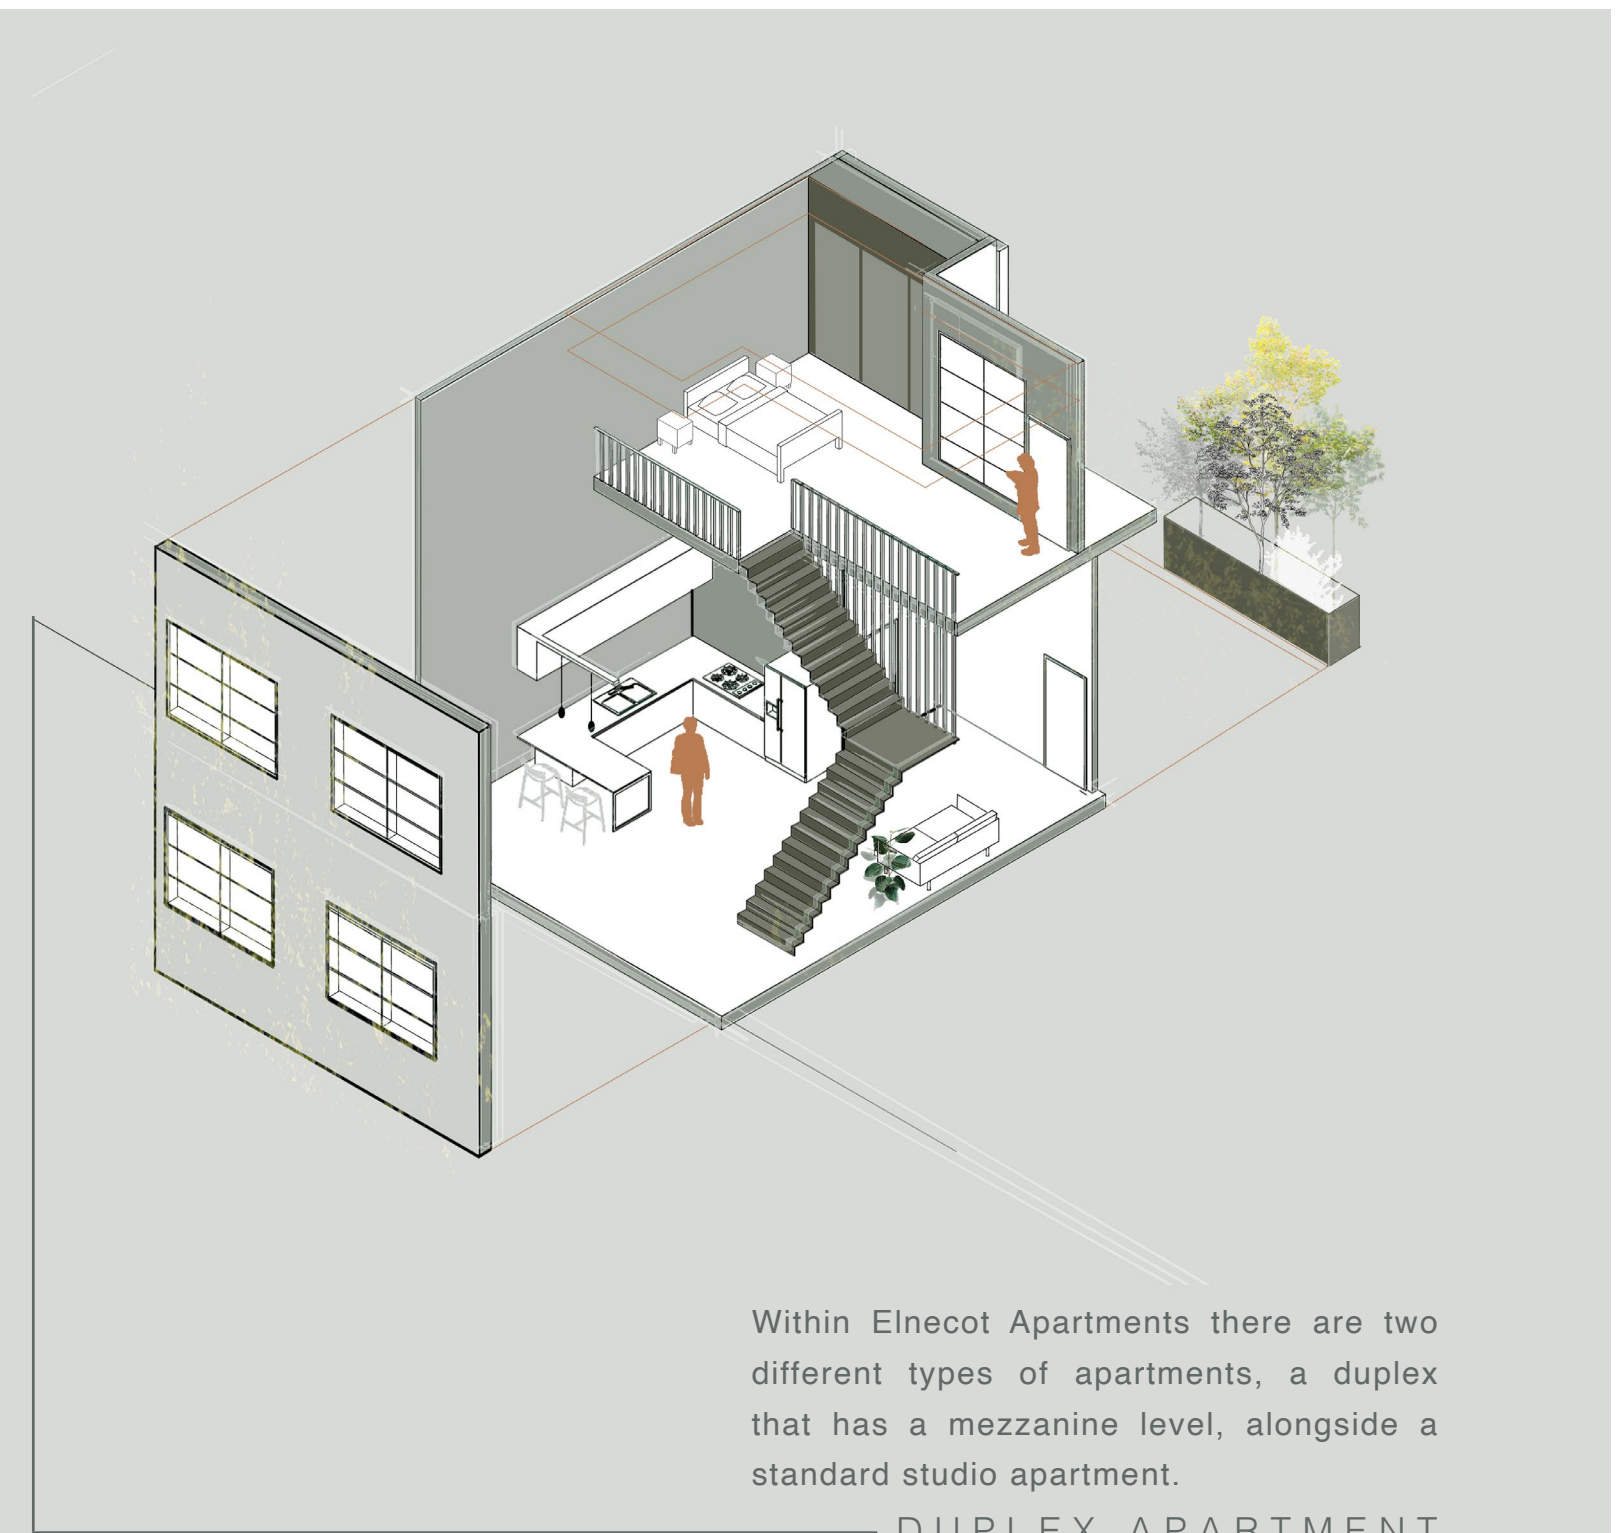 Within Elnecot Apartments there are two
different types of apartments, a duplex
that has a mezzanine level, alongside a
standard studio apartment.
DUPLEX APARTMENT